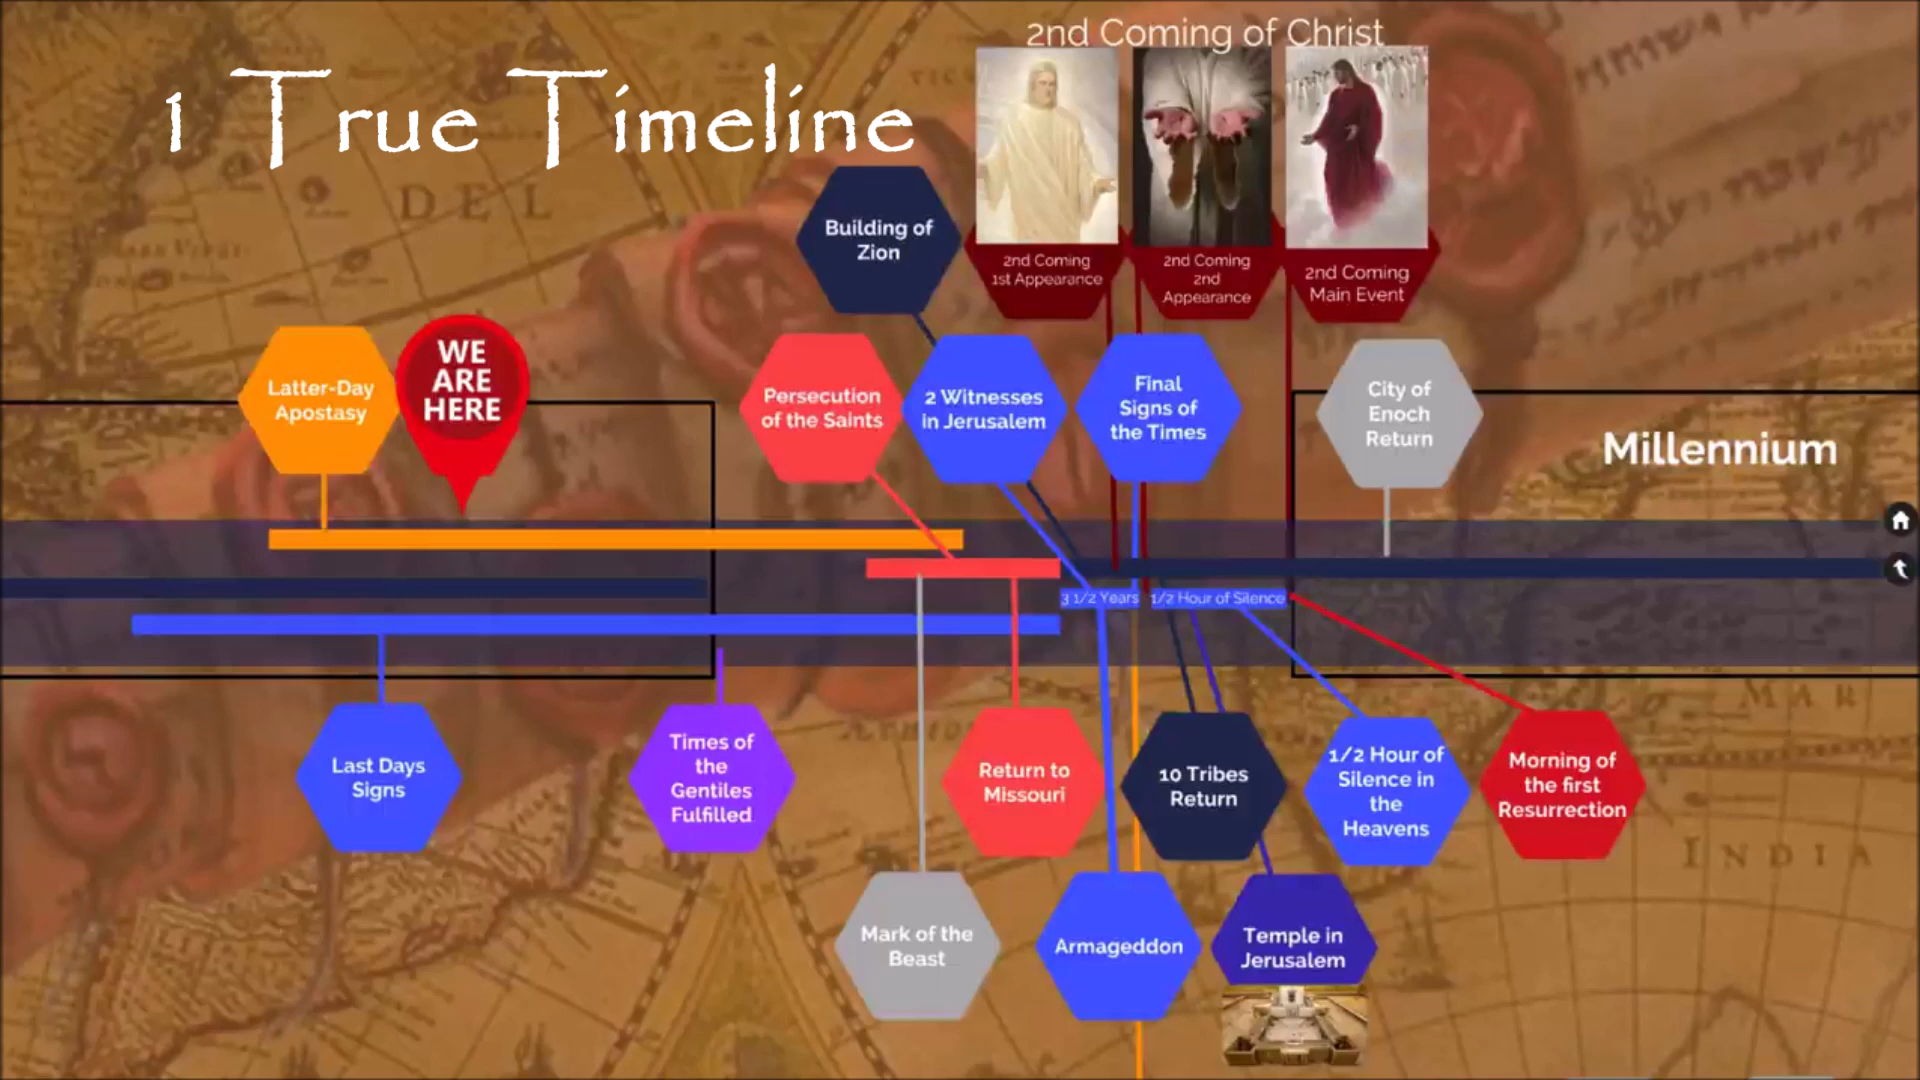 2nd Coming of Christ
1 True Timeline
DEL
Building of
Zion
2nd Coming
1st Appearance
2nd Coming
2nd
Appearance
2nd Coming
Main Event
Latter-Day
Apostasy
WE
ARE
HERE
Persecution
of the Saints
2 Witnesses
in Jerusalem
Final
Signs of
the Times
City of
Enoch
Return
Millennium
3 1/2 Years
1/2 Hour of Silence
Last Days
Signs
Times of
the
Gentiles
Fulfilled
Return to
Missouri
10 Tribes
Return
1/2 Hour of
Silence in
the
Heavens
Morning of
the first
Resurrection
MAR
INDIA
Mark of the
Beast
Armageddon
Temple in
Jerusalem